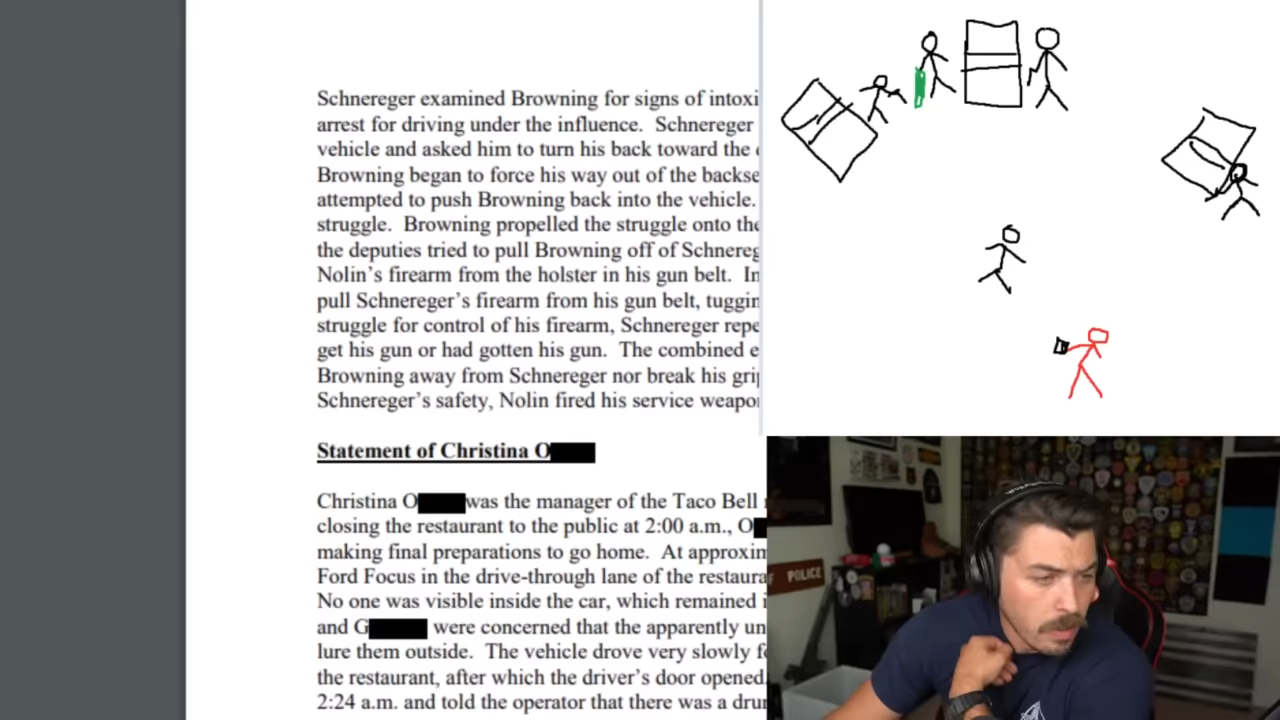 Schnereger examined Browning for signs of intoxi
arrest for driving under the influence. Schnereger
vehicle and asked him to turn his back toward the
Browning began to force his way out of the backse
attempted to push Browning back into the vehicle.
struggle. Browning propelled the struggle onto the
the deputies tried to pull Browning off of Schnereg
Nolin's firearm from the holster in his gun belt. In
pull Schnereger's firearm from his gun belt, tuggin
struggle for control of his firearm, Schnereger repe
get his gun or had gotten his gun. The combined e
Browning away from Schnereger nor break his grip
Schnereger's safety, Nolin fired his service weapo
Statement of Christina O
Christina O was the manager of the Taco Bell
closing the restaurant to the public at 2:00 a.m., O
making final preparations to go home. At approxim
Ford Focus in the drive-through lane of the restaura
No one was visible inside the car, which remained i
and G were concerned that the apparently un
lure them outside. The vehicle drove very slowly f
the restaurant, after which the driver's door opened.
2:24 a.m. and told the operator that there was a dru
POLICE